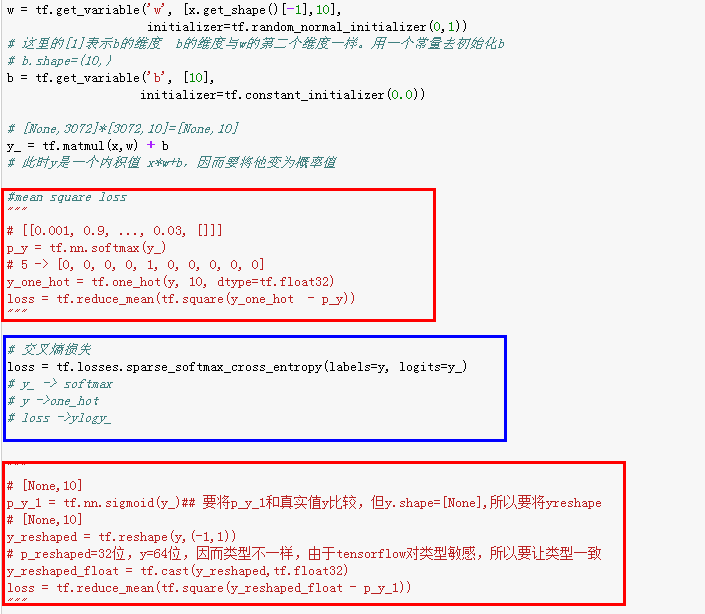 w = tf.get_variable('w', [x.get_shape()[-1],10],
initializer=tf.random_normal_initializer(0,1))
# 这里的[1]表示b的维度  b的维度与w的第二个维度一样。用一个常量去初始化b
# b.shape=(10,)
b = tf.get_variable('b', [10],
initializer=tf.constant_initializer(0.0))
# [None,3072]*[3072,10]=[None,10]
y_ = tf.matmul(x,w) + b
# 此时y是一个内积值 x*w+b，因而要将他变为概率值
#mean square loss
"""
# [[0.001, 0.9, ..., 0.03, []]]
p_y = tf.nn.softmax(y_)
# 5 -> [0, 0, 0, 0, 1, 0, 0, 0, 0, 0]
y_one_hot = tf.one_hot(y, 10, dtype=tf.float32)
loss = tf.reduce_mean(tf.square(y_one_hot  - p_y))
"""
# 交叉熵损失
loss = tf.losses.sparse_softmax_cross_entropy(labels=y, logits=y_)
# y_ -> softmax
# y ->one_hot
# loss ->ylogy_
"""
# [None,10]
p_y_1 = tf.nn.sigmoid(y_)## 要将p_y_1和真实值y比较，但y.shape=[None],所以要将yreshape
# [None,10]
y_reshaped = tf.reshape(y,(-1,1))
# p_reshaped=32位，y=64位，因而类型不一样，由于tensorflow对类型敏感，所以要让类型一致
y_reshaped_float = tf.cast(y_reshaped,tf.float32)
loss = tf.reduce_mean(tf.square(y_reshaped_float - p_y_1))
"""